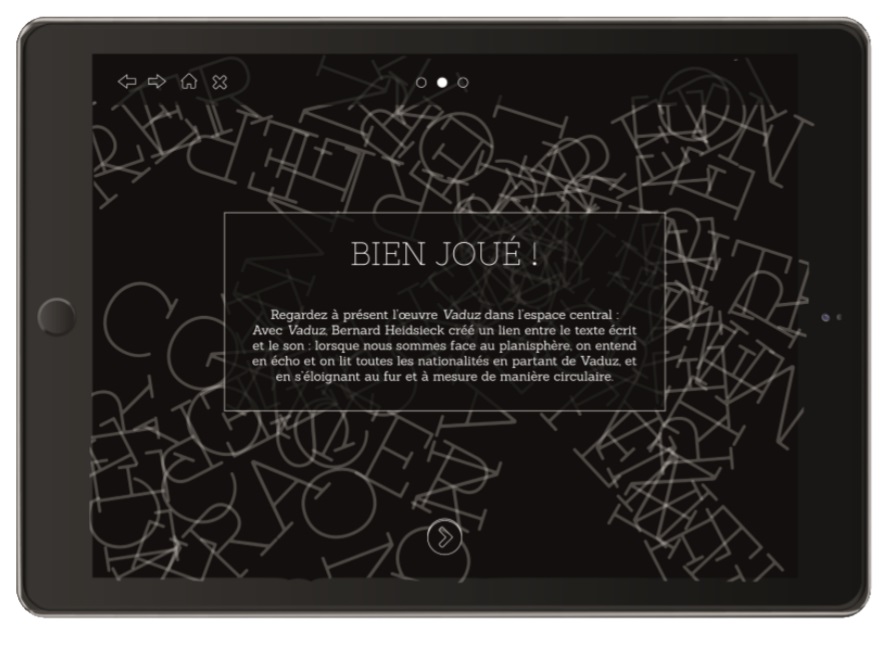 BIEN JOUÉ !
Regardez à présent l'œuvre Vaduz dans l'espace central :
Avec Vaduz, Bernard Heidsieck créé un lien entre le texte écrit
et le son : lorsque nous sommes face au planisphère, on entend
en écho et on lit toutes les nationalités en partant de Vaduz, et
en s'éloignant au fur et à mesure de manière circulaire.